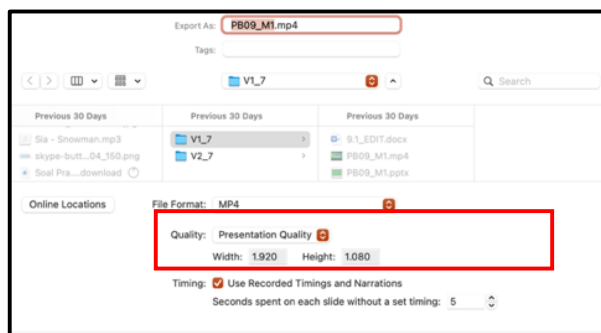 Export As: PB09_M1.mp4
Tags:
V1_7
Search
Previous 30 Days Previous 30 Days Previous 30 Days
Sia - Snowman.mp3 V1_7 9.1_EDIT.docx
skype-butt...04_150.png V2_7 PB09_M1.mp4
Soal Pra....download PB09_M1.pptx
Online Locations File Format: MP4
Quality: Presentation Quality
Width: 1.920 Height: 1.080
Timing: Use Recorded Timings and Narrations
Seconds spent on each slide without a set timing: 5